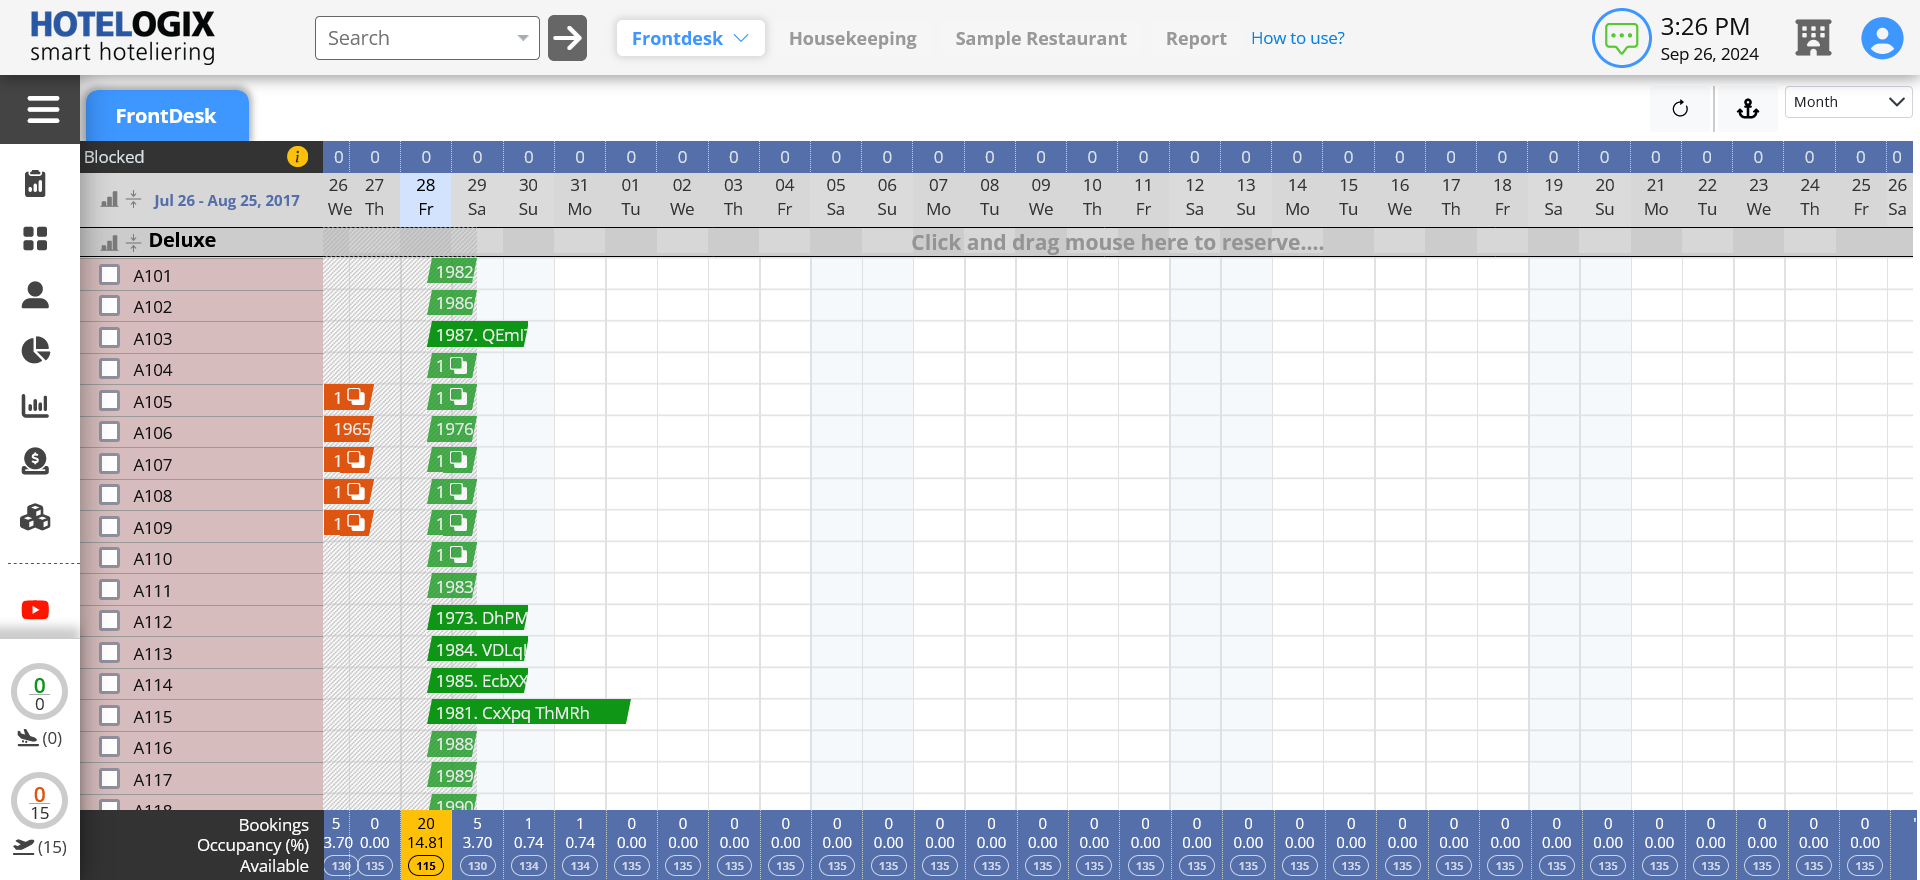 HOTELOGIX
smart hoteliering
Search
Frontdesk
Housekeeping
Sample Restaurant
Report
How to use?
3:26 PM
Sep 26, 2024
FrontDesk
Month
Blocked i 0 0 0 0 0 0 0 0 0 0 0 0 0 0 0 0 0 0 0 0 0 0 0 0 0 0 0 0 0 0 0 0
Jul 26 - Aug 25, 2017
26 27 28 29 30 31 01 02 03 04 05 06 07 08 09 10 11 12 13 14 15 16 17 18 19 20 21 22 23 24 25 26
We Th Fr Sa Su Mo Tu We Th Fr Sa Su Mo Tu We Th Fr Sa Su Mo Tu We Th Fr Sa Su Mo Tu We Th Fr Sa
Deluxe Click and drag mouse here to reserve....
A101 1982
A102 1986
A103 1987. QEml
A104 1
A105 1 1
A106 1965 1976
A107 1 1
A108 1 1
A109 1 1
A110 1
A111 1983
A112 1973. DhPM
A113 1984. VDLq
A114 1985. EcbXX
A115 1981. CxXpq ThMRh
A116 1988
A117 1989
A118 1990
0
0
(0)
0
15
(15)
Bookings 5 0 20 5 1 1 0 0 0 0 0 0 0 0 0 0 0 0 0 0 0 0 0 0 0 0 0 0 0 0 0
Occupancy (%) 3.70 0.00 14.81 3.70 0.74 0.74 0.00 0.00 0.00 0.00 0.00 0.00 0.00 0.00 0.00 0.00 0.00 0.00 0.00 0.00 0.00 0.00 0.00 0.00 0.00 0.00 0.00 0.00 0.00 0.00 0.00
Available 130 135 115 130 134 134 135 135 135 135 135 135 135 135 135 135 135 135 135 135 135 135 135 135 135 135 135 135 135 135 135